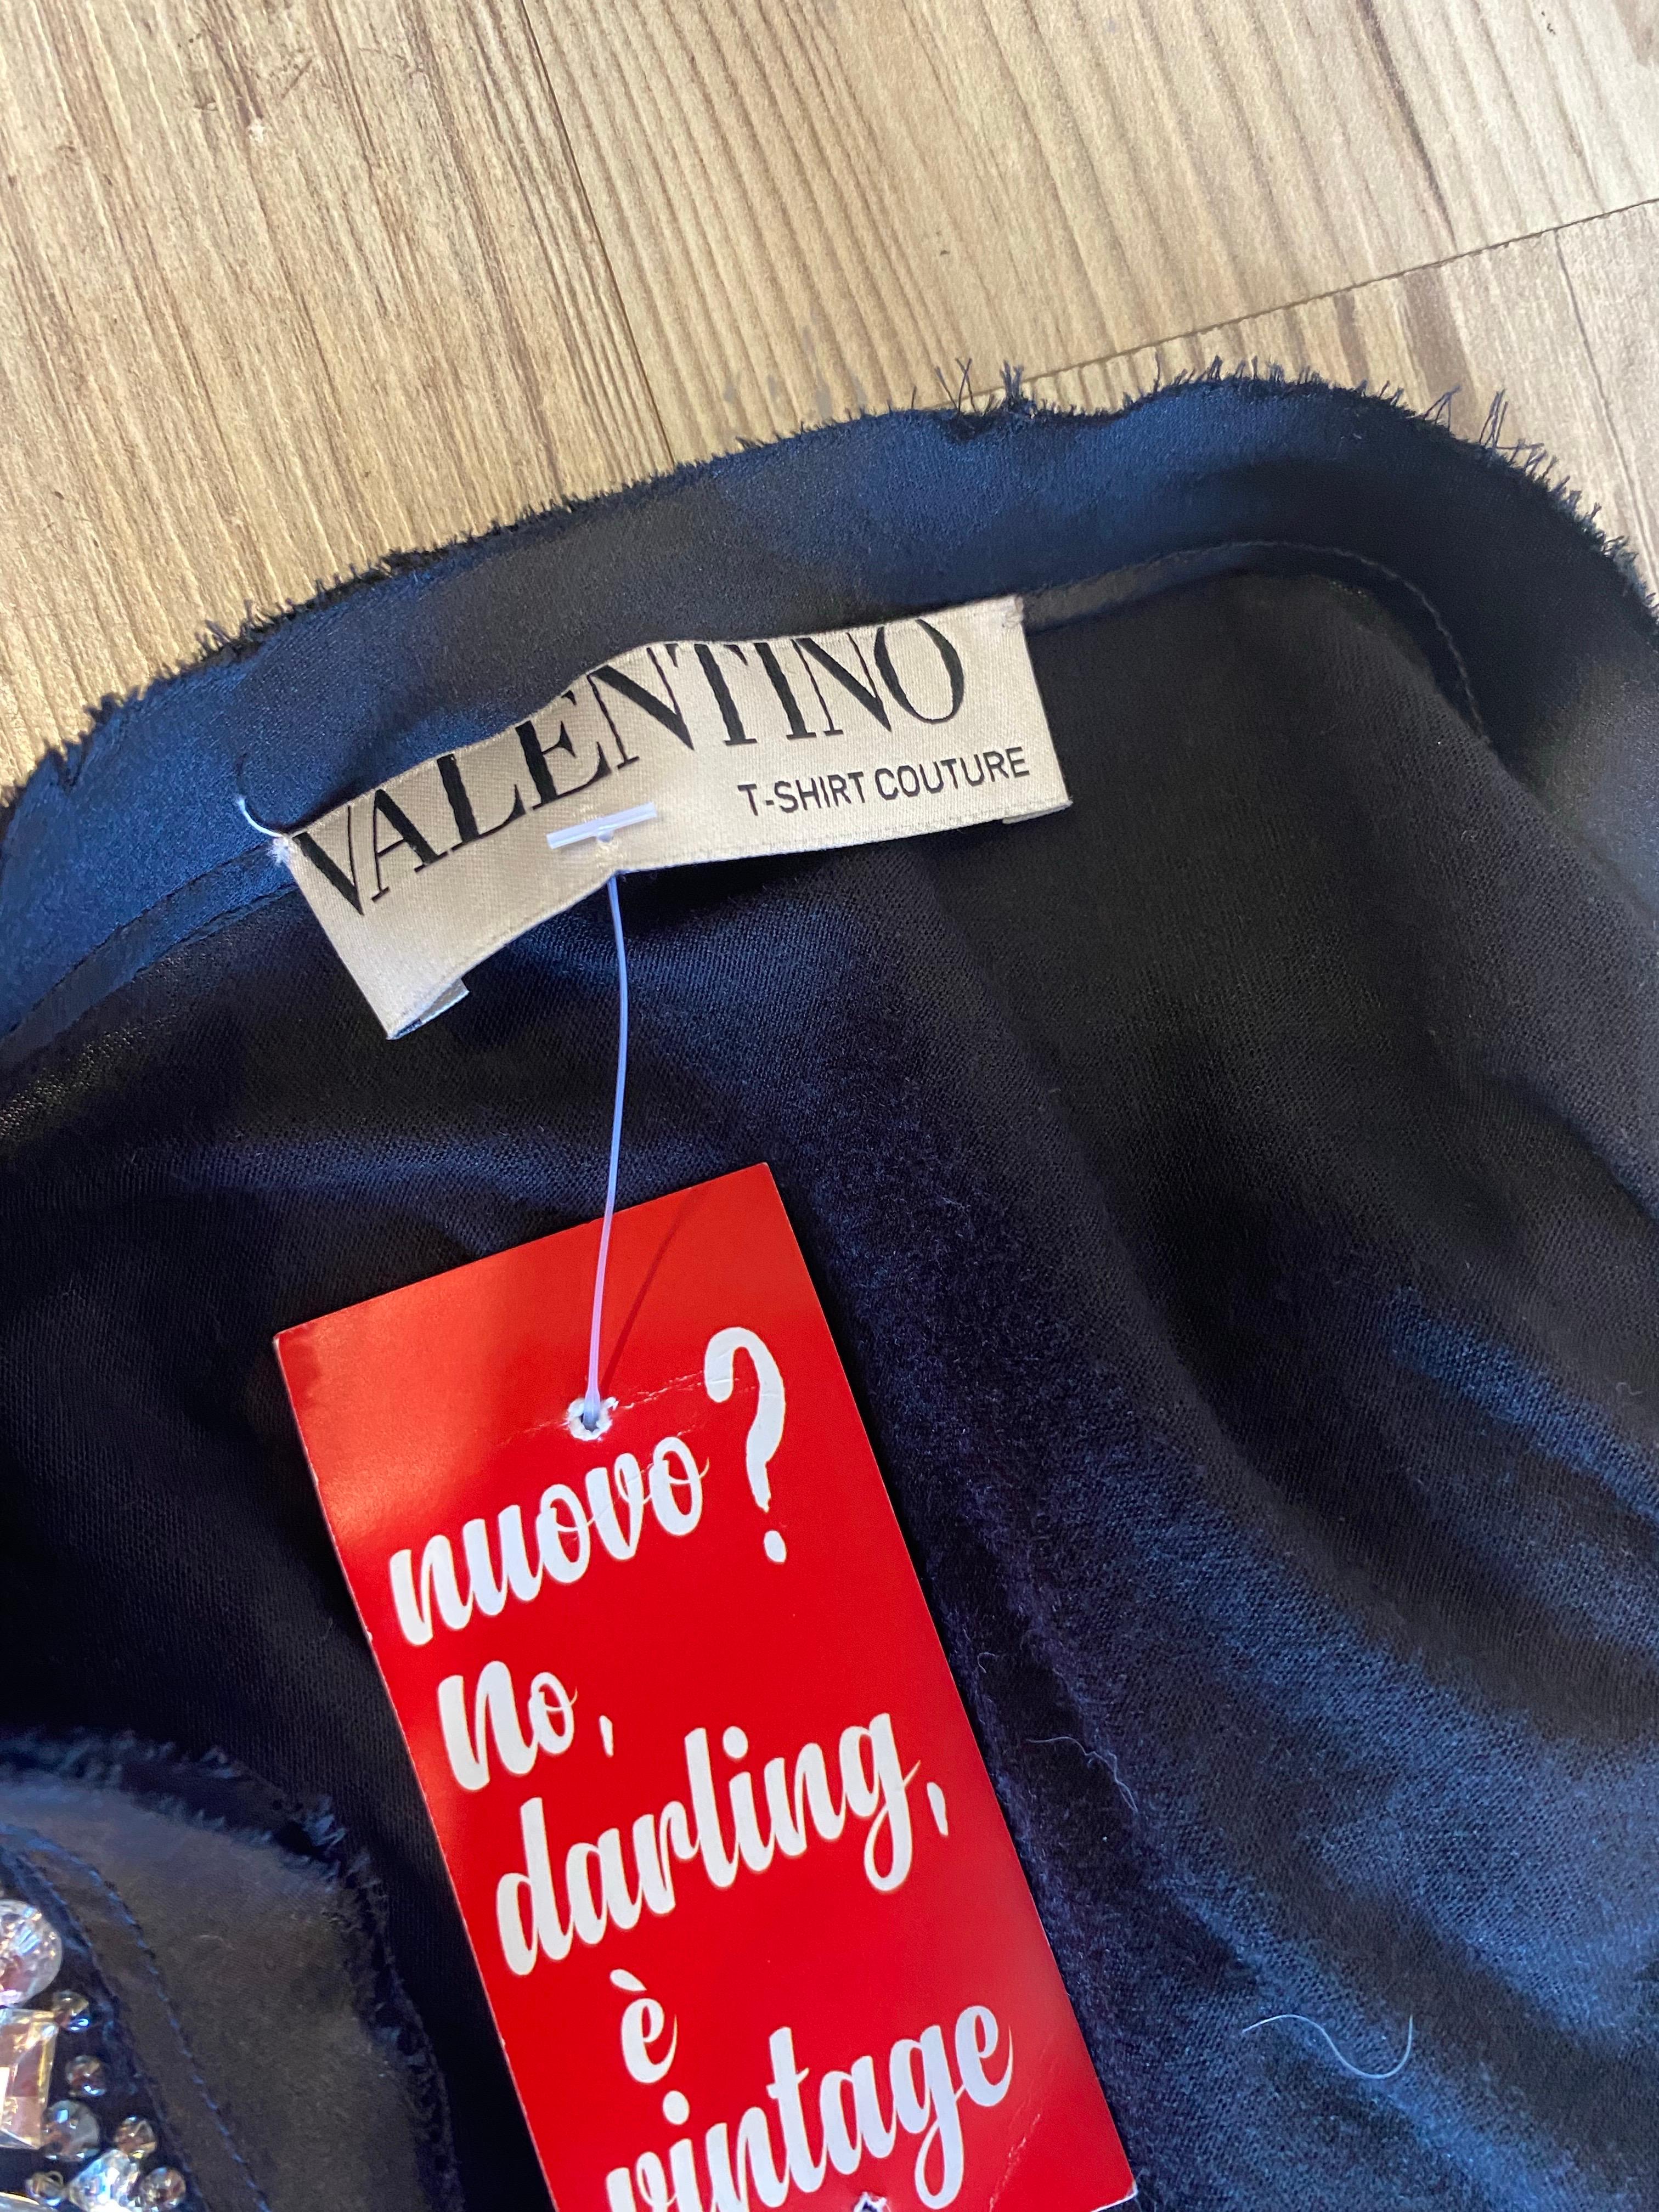 VALENTINO
T-SHIRT COUTURE
nuovo?
No,
darling,
è
vintage